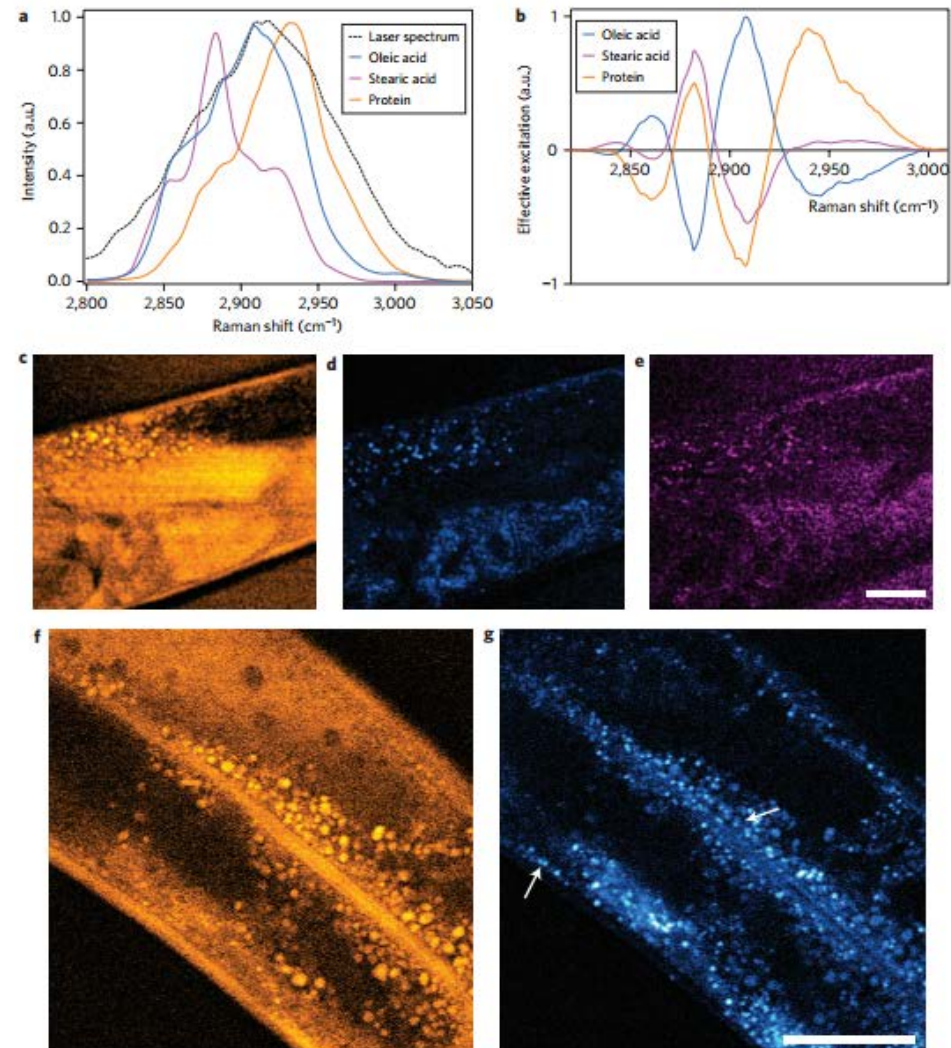 a
1.0
0.8
0.6
0.4
0.2
0.0
Intensity (a.u.)
Laser spectrum
Oleic acid
Stearic acid
Protein
2,800 2,850 2,900 2,950 3,000 3,050
Raman shift (cm⁻¹)
b
1
0
−1
Effective excitation (a.u.)
Oleic acid
Stearic acid
Protein
2,850 2,900 2,950 3,000
Raman shift (cm⁻¹)
c
d
e
f
g